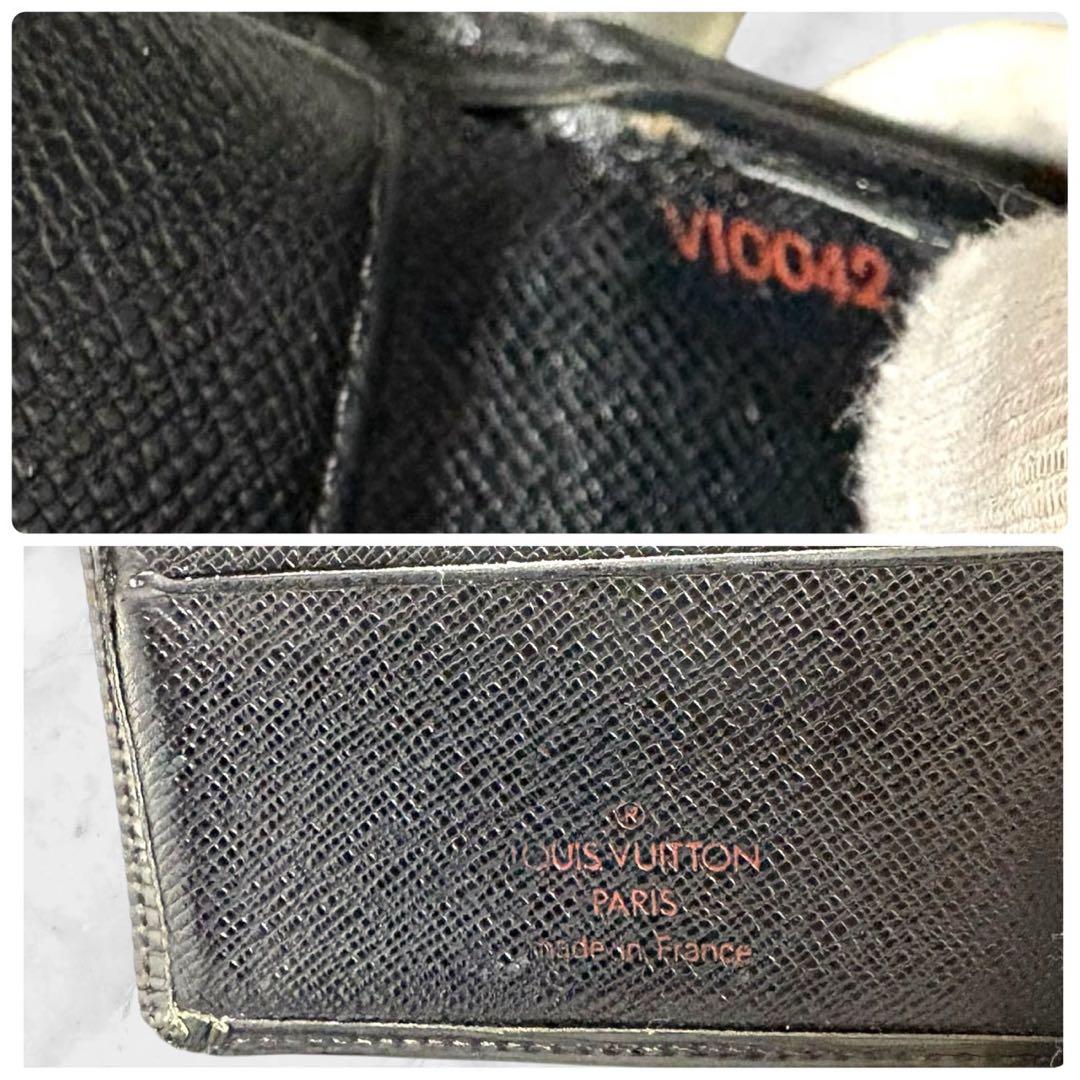 VI0042
®
LOUIS VUITTON
PARIS
made in France